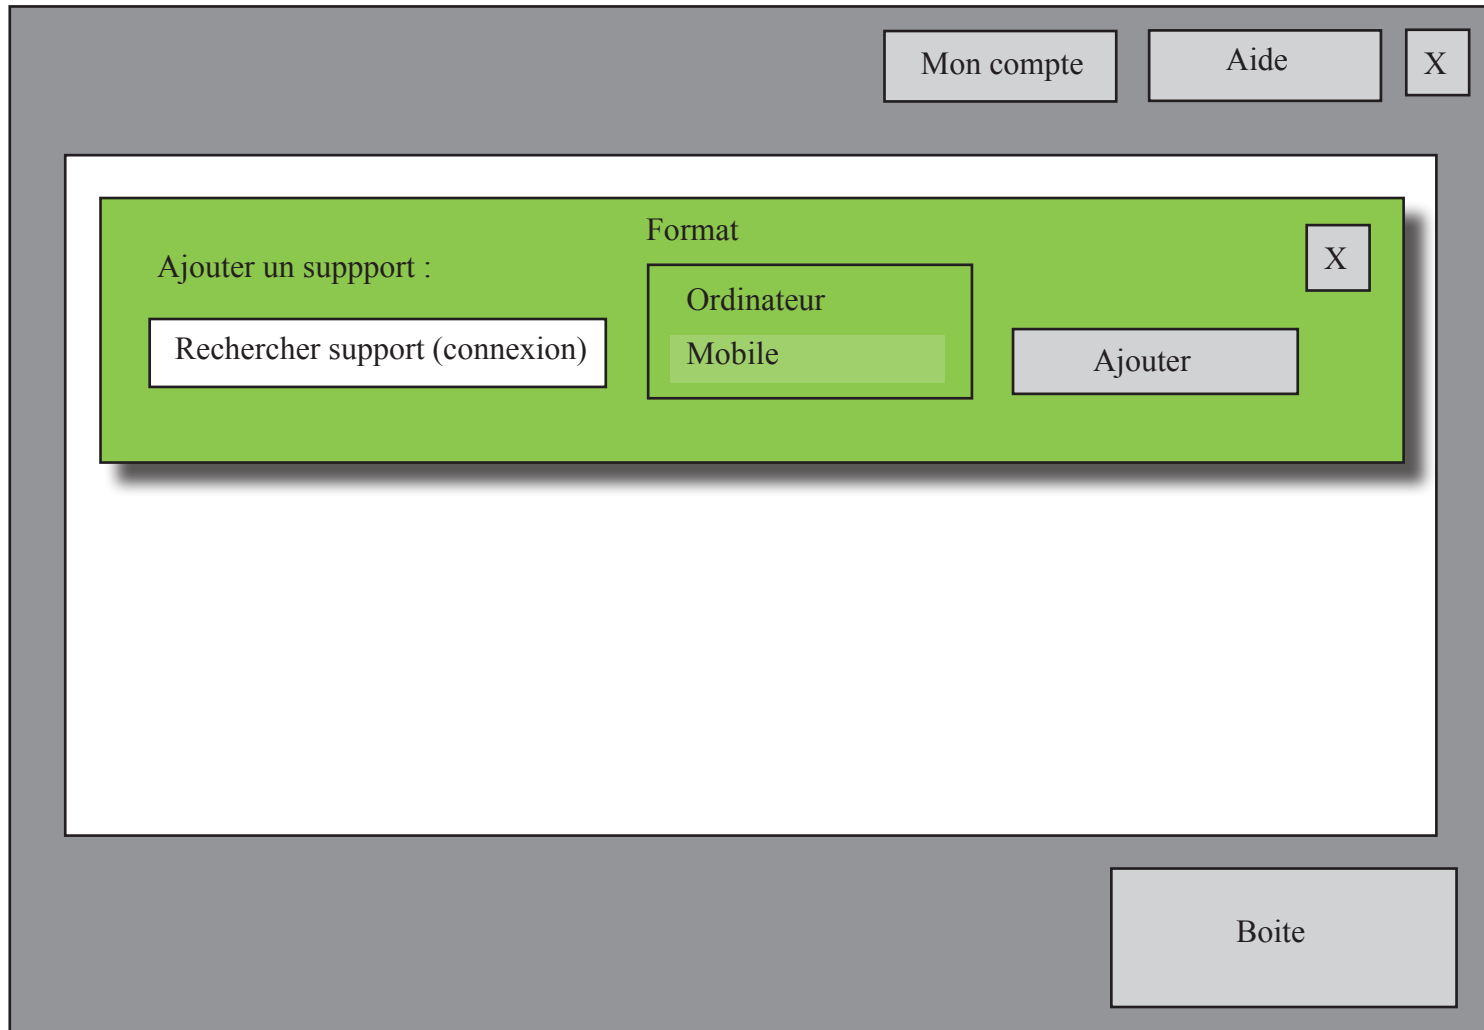 Mon compte
Aide
X
Format
X
Ajouter un suppport :
Ordinateur
Rechercher support (connexion)
Mobile
Ajouter
Boite